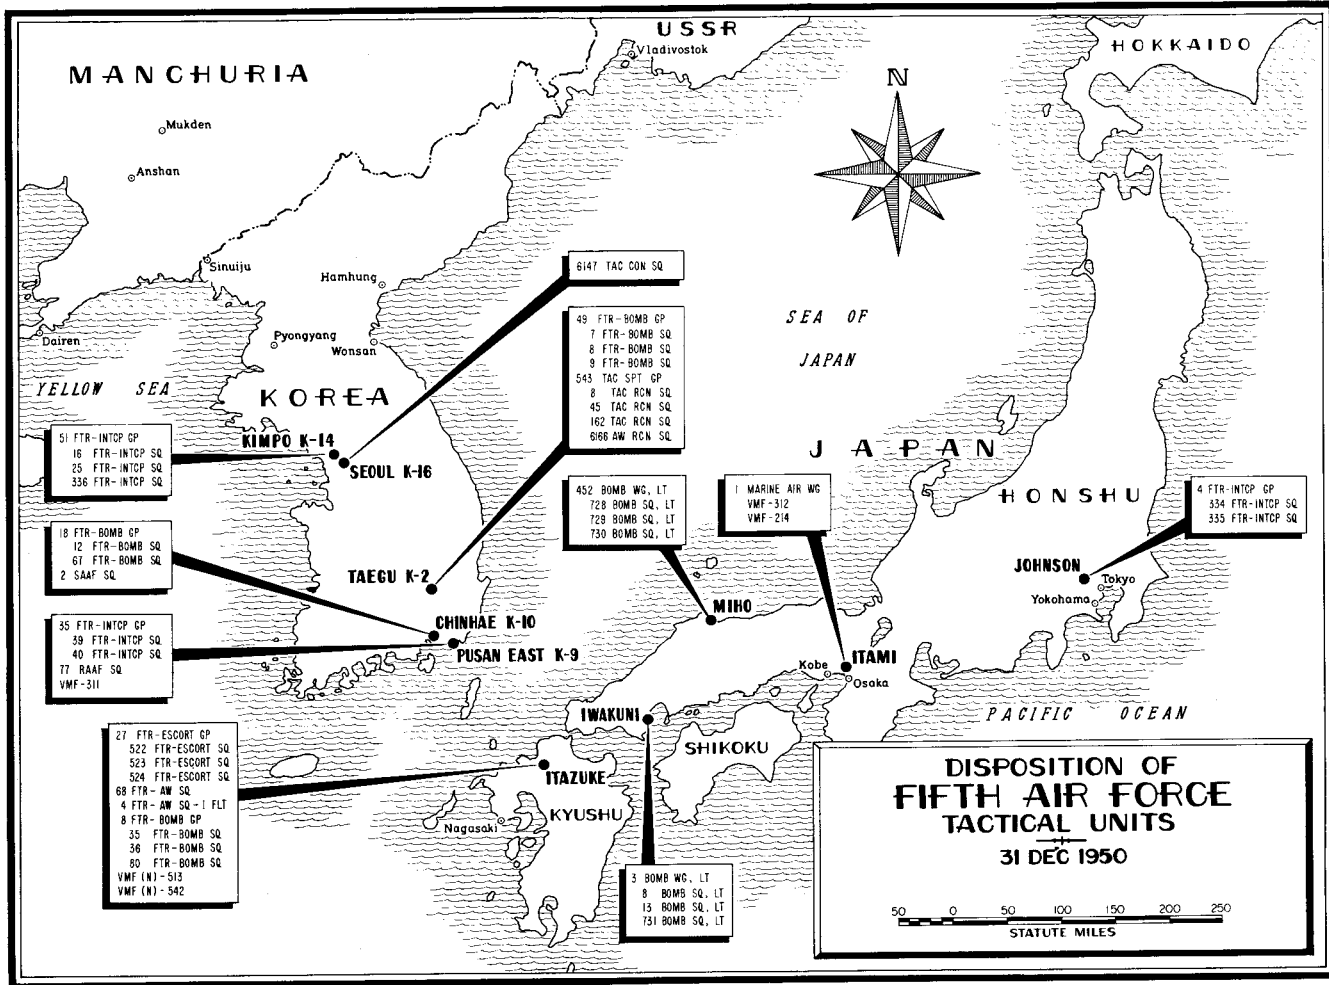 USSR
Vladivostok
HOKKAIDO
MANCHURIA
N
Mukden
Anshan
Sinuiju
Hamhung
6147 TAC CON SQ
Dairen
Pyongyang
Wonsan
SEA OF
JAPAN
49 FTR-BOMB GP
7 FTR-BOMB SQ
8 FTR-BOMB SQ
9 FTR-BOMB SQ
543 TAC SPT GP
8 TAC RCN SQ
45 TAC RCN SQ
162 TAC RCN SQ
6166 AW RCN SQ
YELLOW SEA
KOREA
51 FTR-INTCP GP
16 FTR-INTCP SQ
25 FTR-INTCP SQ
336 FTR-INTCP SQ
KIMPO K-14
SEOUL K-16
JAPAN
HONSHU
452 BOMB WG, LT
728 BOMB SQ, LT
729 BOMB SQ, LT
730 BOMB SQ, LT
1 MARINE AIR WG
VMF-312
VMF-214
4 FTR-INTCP GP
334 FTR-INTCP SQ
335 FTR-INTCP SQ
18 FTR-BOMB GP
12 FTR-BOMB SQ
67 FTR-BOMB SQ
2 SAAF SQ
TAEGU K-2
JOHNSON
Tokyo
Yokohama
MIHO
35 FTR-INTCP GP
39 FTR-INTCP SQ
40 FTR-INTCP SQ
77 RAAF SQ
VMF-311
CHINHAE K-10
PUSAN EAST K-9
ITAMI
Kobe
Osaka
IWAKUNI
PACIFIC OCEAN
SHIKOKU
27 FTR-ESCORT GP
522 FTR-ESCORT SQ
523 FTR-ESCORT SQ
524 FTR-ESCORT SQ
68 FTR-AW SQ
4 FTR-AW SQ-1 FLT
8 FTR-BOMB GP
35 FTR-BOMB SQ
36 FTR-BOMB SQ
80 FTR-BOMB SQ
VMF (N)-513
VMF (N)-542
ITAZUKE
KYUSHU
Nagasaki
3 BOMB WG, LT
8 BOMB SQ, LT
13 BOMB SQ, LT
731 BOMB SQ, LT
DISPOSITION OF
FIFTH AIR FORCE
TACTICAL UNITS
31 DEC 1950
50 0 50 100 150 200 250
STATUTE MILES